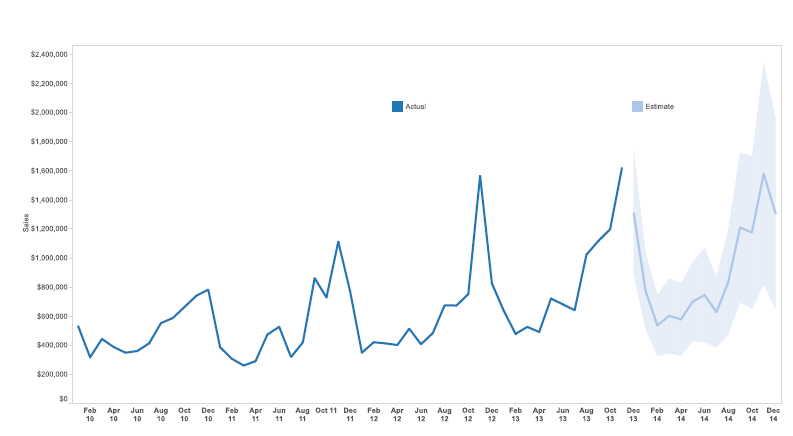 $2,400,000
$2,200,000
$2,000,000
Actual
Estimate
$1,800,000
$1,600,000
$1,400,000
$1,200,000
$1,000,000
$800,000
$600,000
$400,000
$200,000
$0
Sales
Feb Apr Jun Aug Oct Dec Feb Apr Jun Aug Oct 11 Dec Feb Apr Jun Aug Oct Dec Feb Apr Jun Aug Oct Dec Feb Apr Jun Aug Oct Dec
10 10 10 10 10 10 11 11 11 11 11 12 12 12 12 12 12 13 13 13 13 13 13 14 14 14 14 14 14